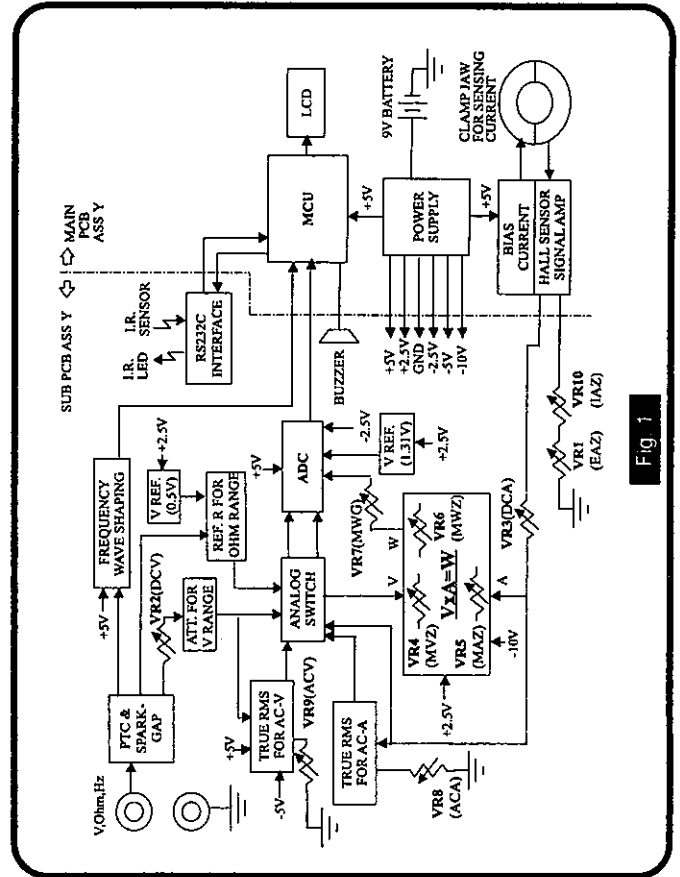 SUB PCB ASS Y
MAIN
PCB
ASS Y
V,Ohm,Hz
PTC &
SPARK-
GAP
+5V
FREQUENCY
WAVE SHAPING
VR2(DCV)
+2.5V
V REF.
(0.5V)
I.R.
LED
I.R.
SENSOR
RS232C
INTERFACE
MCU
LCD
ATT. FOR
V RANGE
REF. R FOR
OHM RANGE
+5V
-5V
TRUE RMS
FOR AC-V
VR9(ACV)
ANALOG
SWITCH
+5V
ADC
-2.5V
V REF.
(1.31V)
+2.5V
BUZZER
+5V
POWER
SUPPLY
9V BATTERY
+5V
+2.5V
GND
-2.5V
-5V
-10V
+5V
TRUE RMS
FOR AC-A
VR8
(ACA)
V
W
VR7(MWG)
VR4
(MVZ)
VR6
(MWZ)
VxA=W
VR5
(MAZ)
+2.5V
-10V
A
VR3(DCA)
VR1
(EAZ)
VR10
(IAZ)
BIAS
CURRENT
HALL SENSOR
SIGNAL AMP
CLAMP JAW
FOR SENSING
CURRENT
Fig. 1